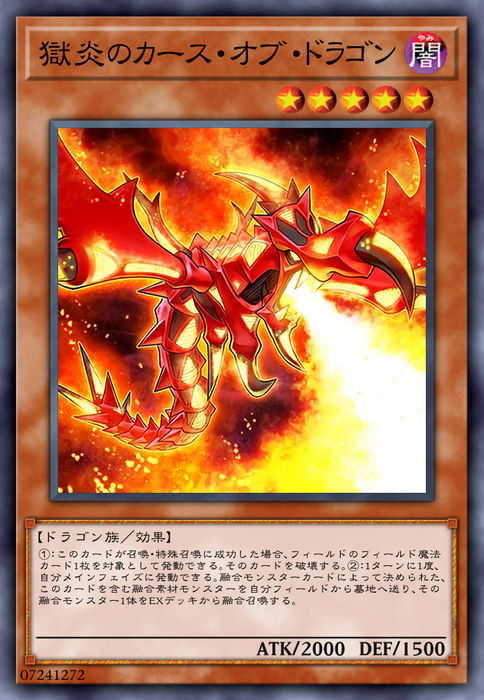 獄炎のカース・オブ・ドラゴン
やみ
闇
【ドラゴン族／効果】
①：このカードが召喚・特殊召喚に成功した場合、フィールドのフィールド魔法
カード1枚を対象として発動できる。そのカードを破壊する。②：1ターンに1度、
自分メインフェイズに発動できる。融合モンスターカードによって決められた、
このカードを含む融合素材モンスターを自分フィールドから墓地へ送り、その
融合モンスター1体をEXデッキから融合召喚する。
ATK/2000 DEF/1500
07241272